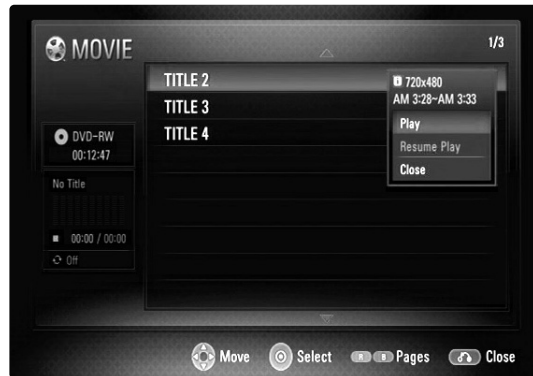 MOVIE
1/3
TITLE 2
TITLE 3
TITLE 4
720x480
AM 3:28~AM 3:33
Play
Resume Play
Close
DVD-RW
00:12:47
No Title
00:00 / 00:00
Off
Move Select Pages Close